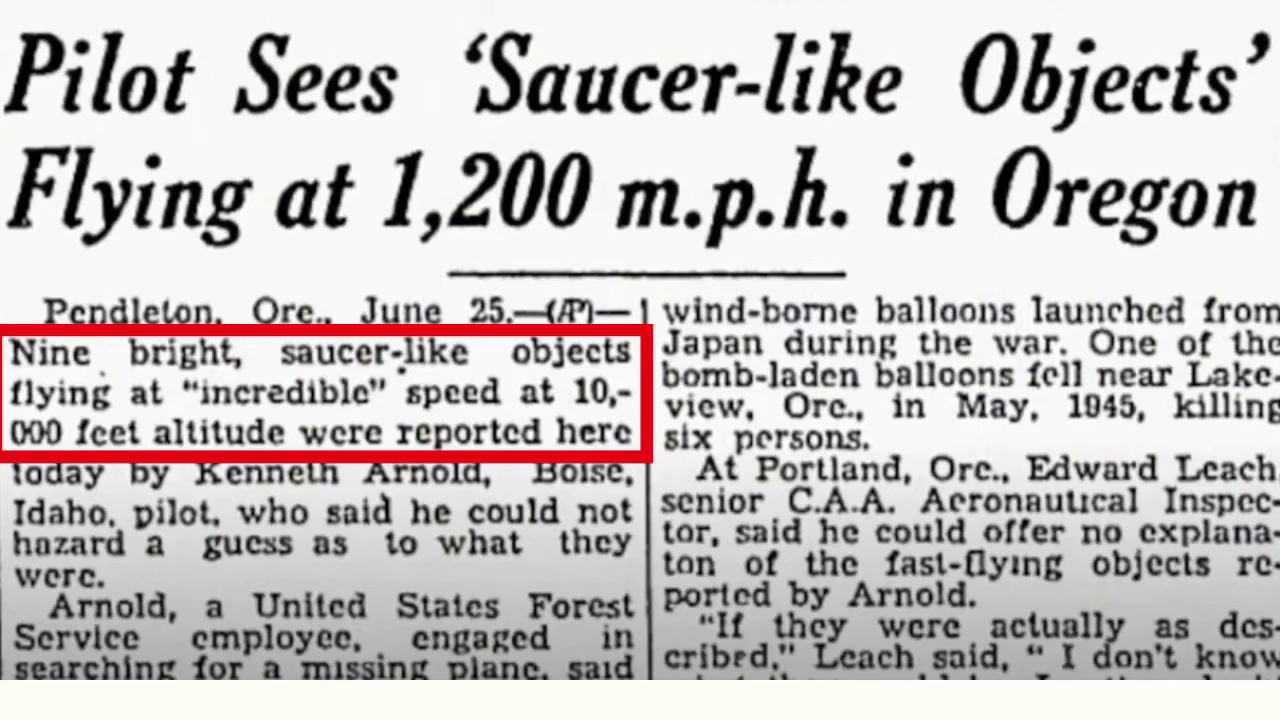 Pilot Sees ‘Saucer-like Objects’
Flying at 1,200 m.p.h. in Oregon
Pendleton, Ore., June 25.—(AP)—
Nine bright, saucer-like objects
flying at “incredible” speed at 10,-
000 feet altitude were reported here
today by Kenneth Arnold, Boise,
Idaho, pilot, who said he could not
hazard a guess as to what they
were.
Arnold, a United States Forest
Service employee, engaged in
searching for a missing plane, said
wind-borne balloons launched from
Japan during the war. One of the
bomb-laden balloons fell near Lake-
view, Ore., in May, 1945, killing
six persons.
At Portland, Ore., Edward Leach
senior C.A.A. Aeronautical Inspec-
tor, said he could offer no explana-
ton of the fast-flying objects re-
ported by Arnold.
“If they were actually as des-
cribed,” Leach said, “ I don't know